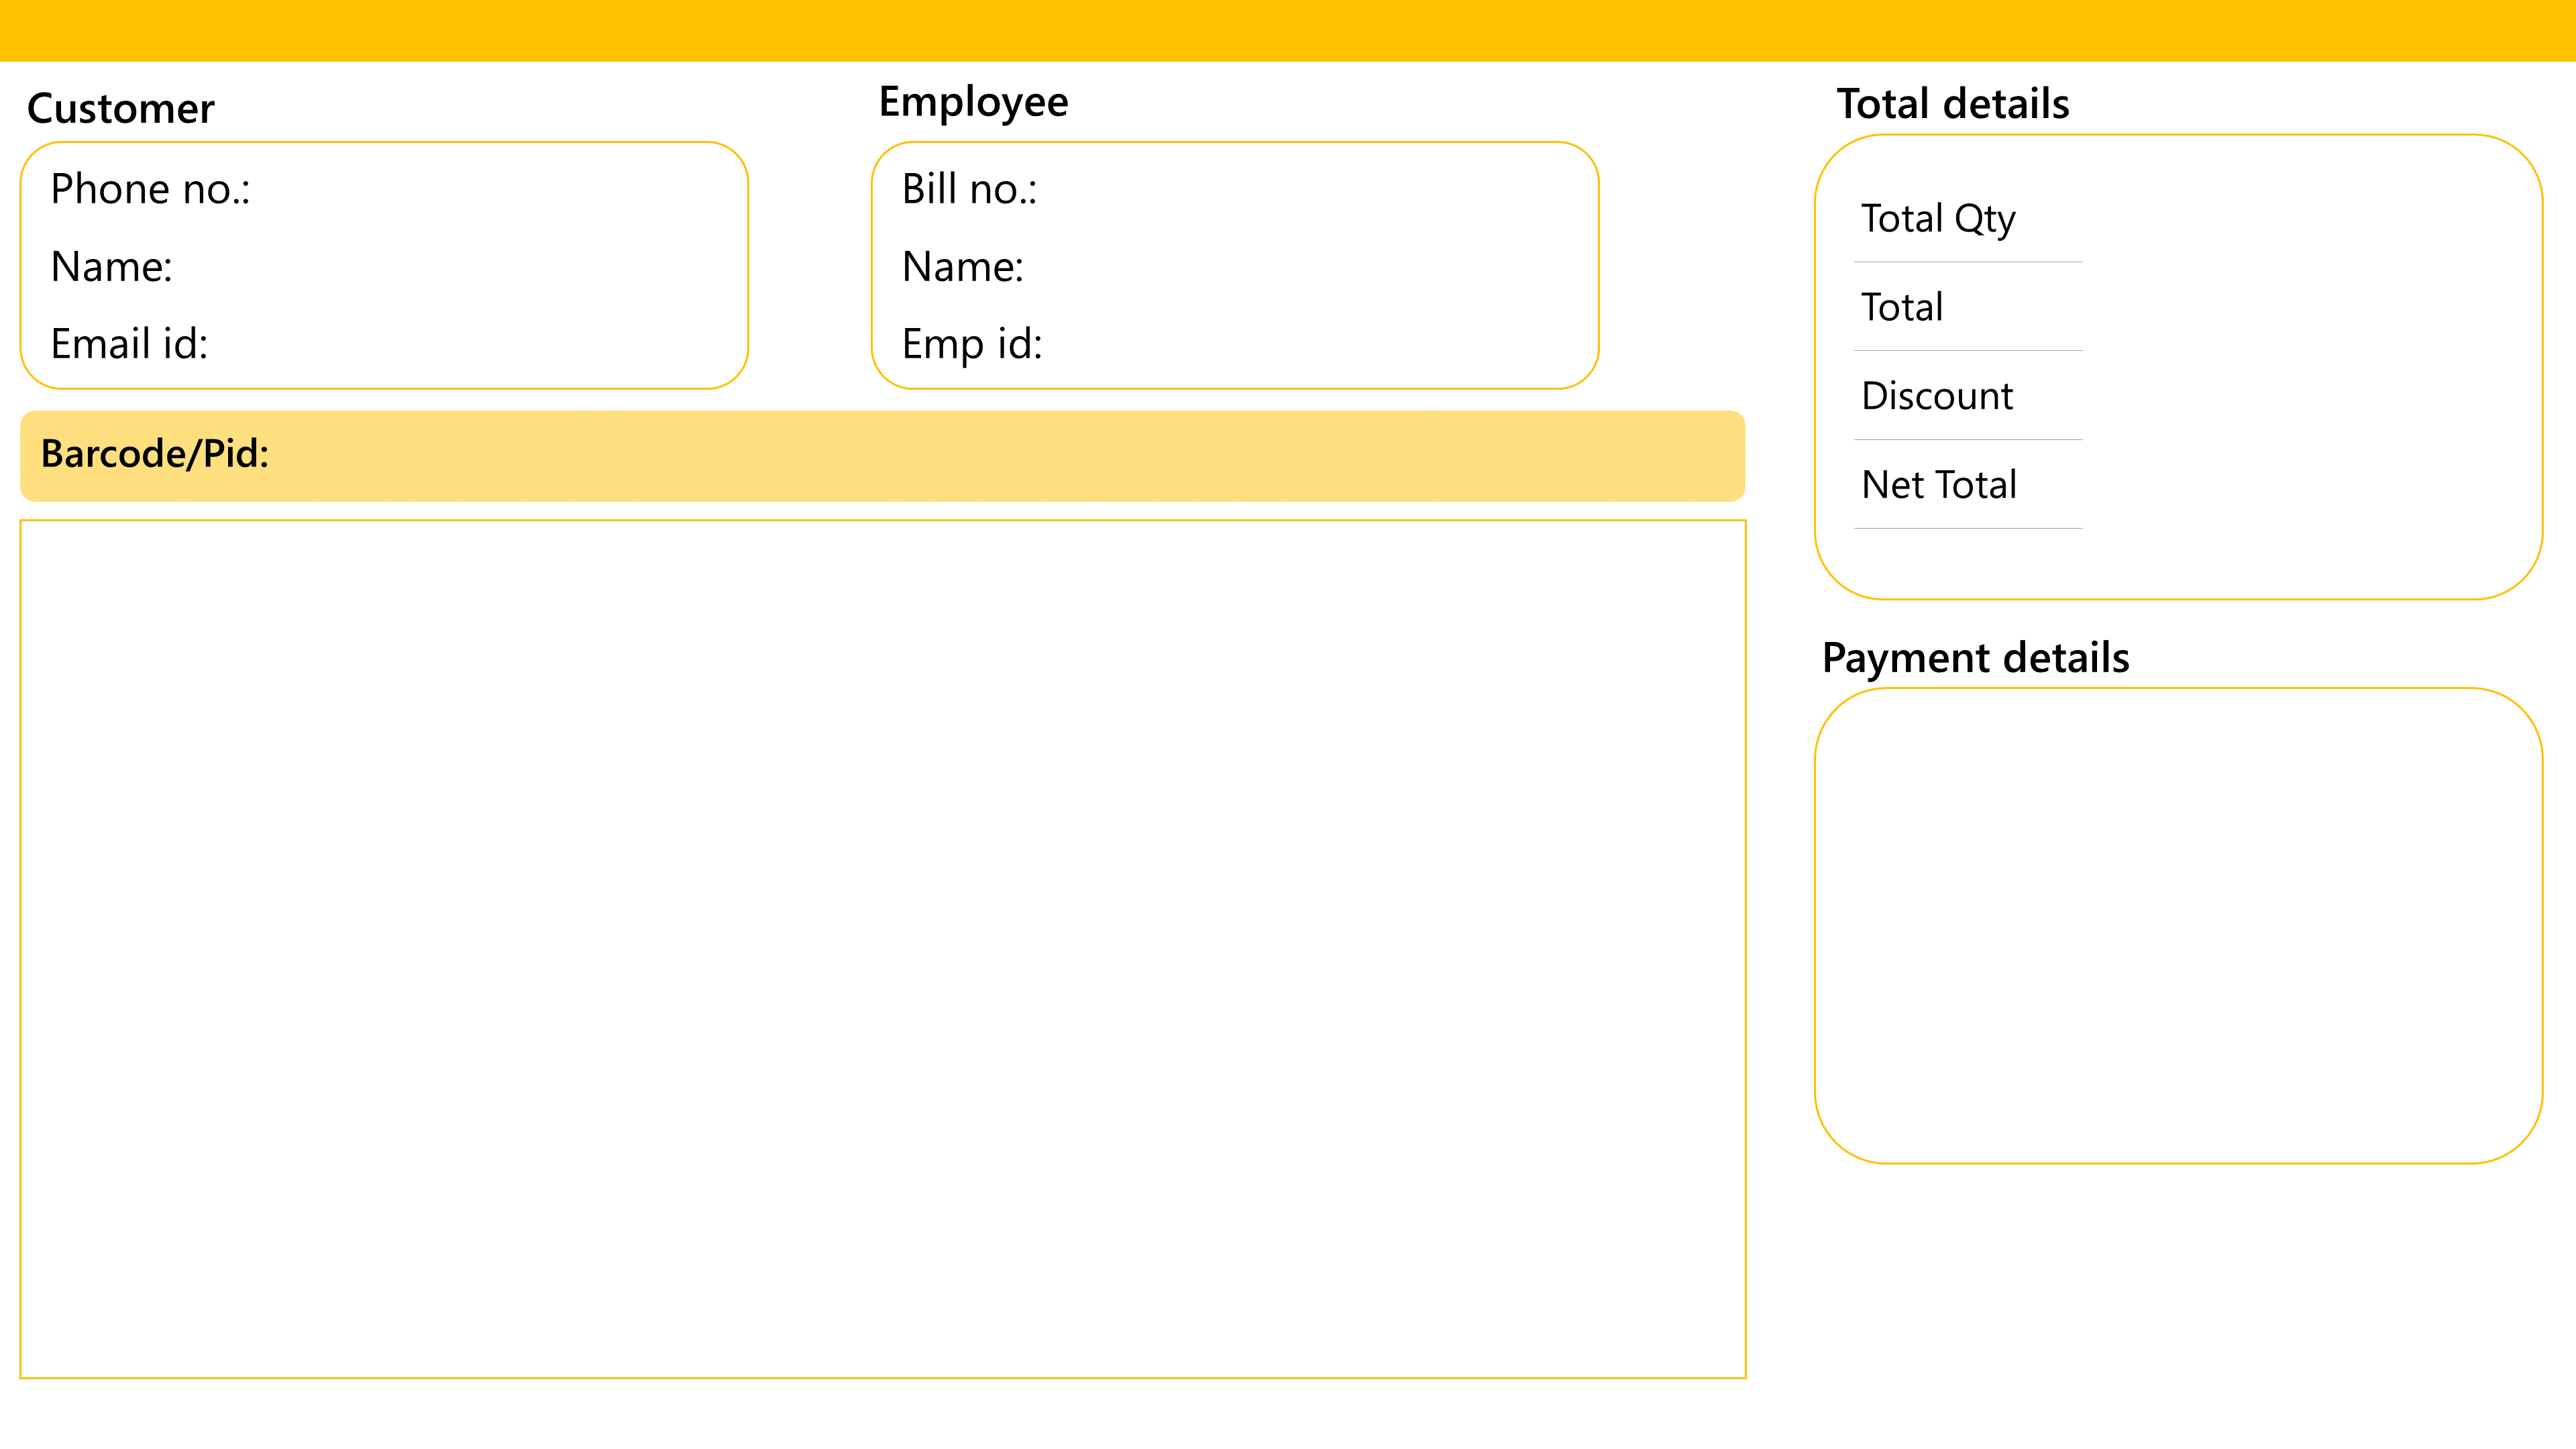 Customer
Phone no.:
Name:
Email id:
Employee
Bill no.:
Name:
Emp id:
Barcode/Pid:
Total details
Total Qty
Total
Discount
Net Total
Payment details